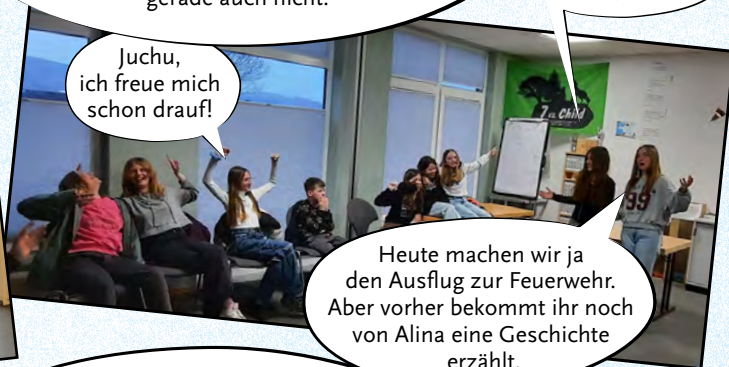 gerade auch nicht.
Juchu,
ich freue mich
schon drauf!
7 vs. Child
Heute machen wir ja
den Ausflug zur Feuerwehr.
Aber vorher bekommt ihr noch
von Alina eine Geschichte
erzählt.